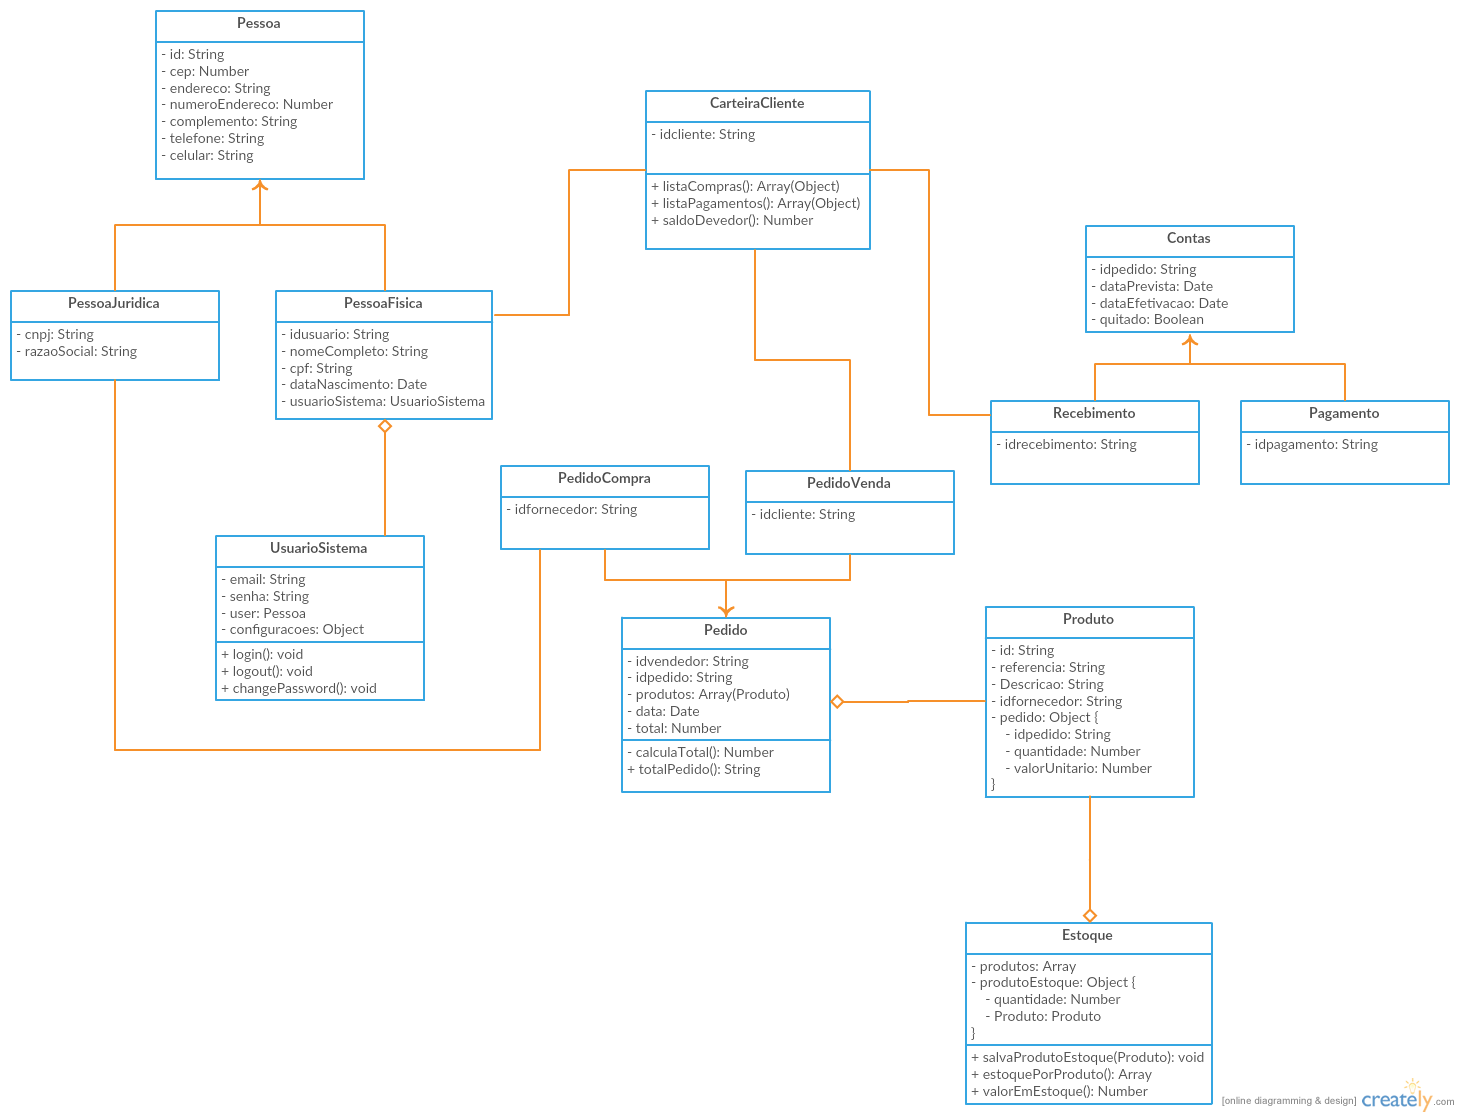 Pessoa
- id: String
- cep: Number
- endereco: String
- numeroEndereco: Number
- complemento: String
- telefone: String
- celular: String
CarteiraCliente
- idcliente: String
+ listaCompras(): Array(Object)
+ listaPagamentos(): Array(Object)
+ saldoDevedor(): Number
Contas
- idpedido: String
- dataPrevista: Date
- dataEfetivacao: Date
- quitado: Boolean
PessoaJuridica
- cnpj: String
- razaoSocial: String
PessoaFisica
- idusuario: String
- nomeCompleto: String
- cpf: String
- dataNascimento: Date
- usuarioSistema: UsuarioSistema
Recebimento
- idrecebimento: String
Pagamento
- idpagamento: String
PedidoCompra
- idfornecedor: String
PedidoVenda
- idcliente: String
UsuarioSistema
- email: String
- senha: String
- user: Pessoa
- configuracoes: Object
+ login(): void
+ logout(): void
+ changePassword(): void
Pedido
- idvendedor: String
- idpedido: String
- produtos: Array(Produto)
- data: Date
- total: Number
- calculaTotal(): Number
+ totalPedido(): String
Produto
- id: String
- referencia: String
- Descricao: String
- idfornecedor: String
- pedido: Object {
- idpedido: String
- quantidade: Number
- valorUnitario: Number
}
Estoque
- produtos: Array
- produtoEstoque: Object {
- quantidade: Number
- Produto: Produto
}
+ salvaProdutoEstoque(Produto): void
+ estoquePorProduto(): Array
+ valorEmEstoque(): Number
[online diagramming & design] creately.com